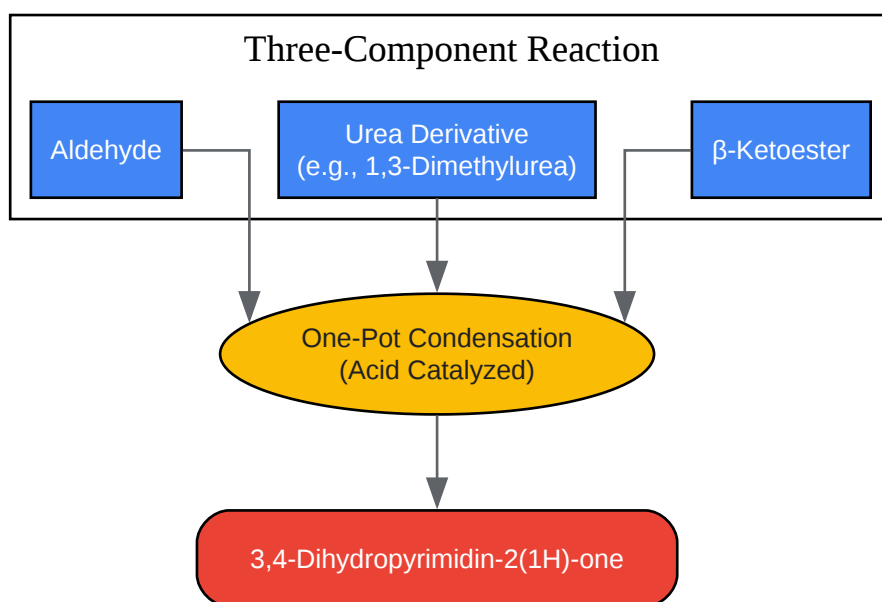 Three-Component Reaction
Aldehyde
Urea Derivative
(e.g., 1,3-Dimethylurea)
β-Ketoester
One-Pot Condensation
(Acid Catalyzed)
3,4-Dihydropyrimidin-2(1H)-one